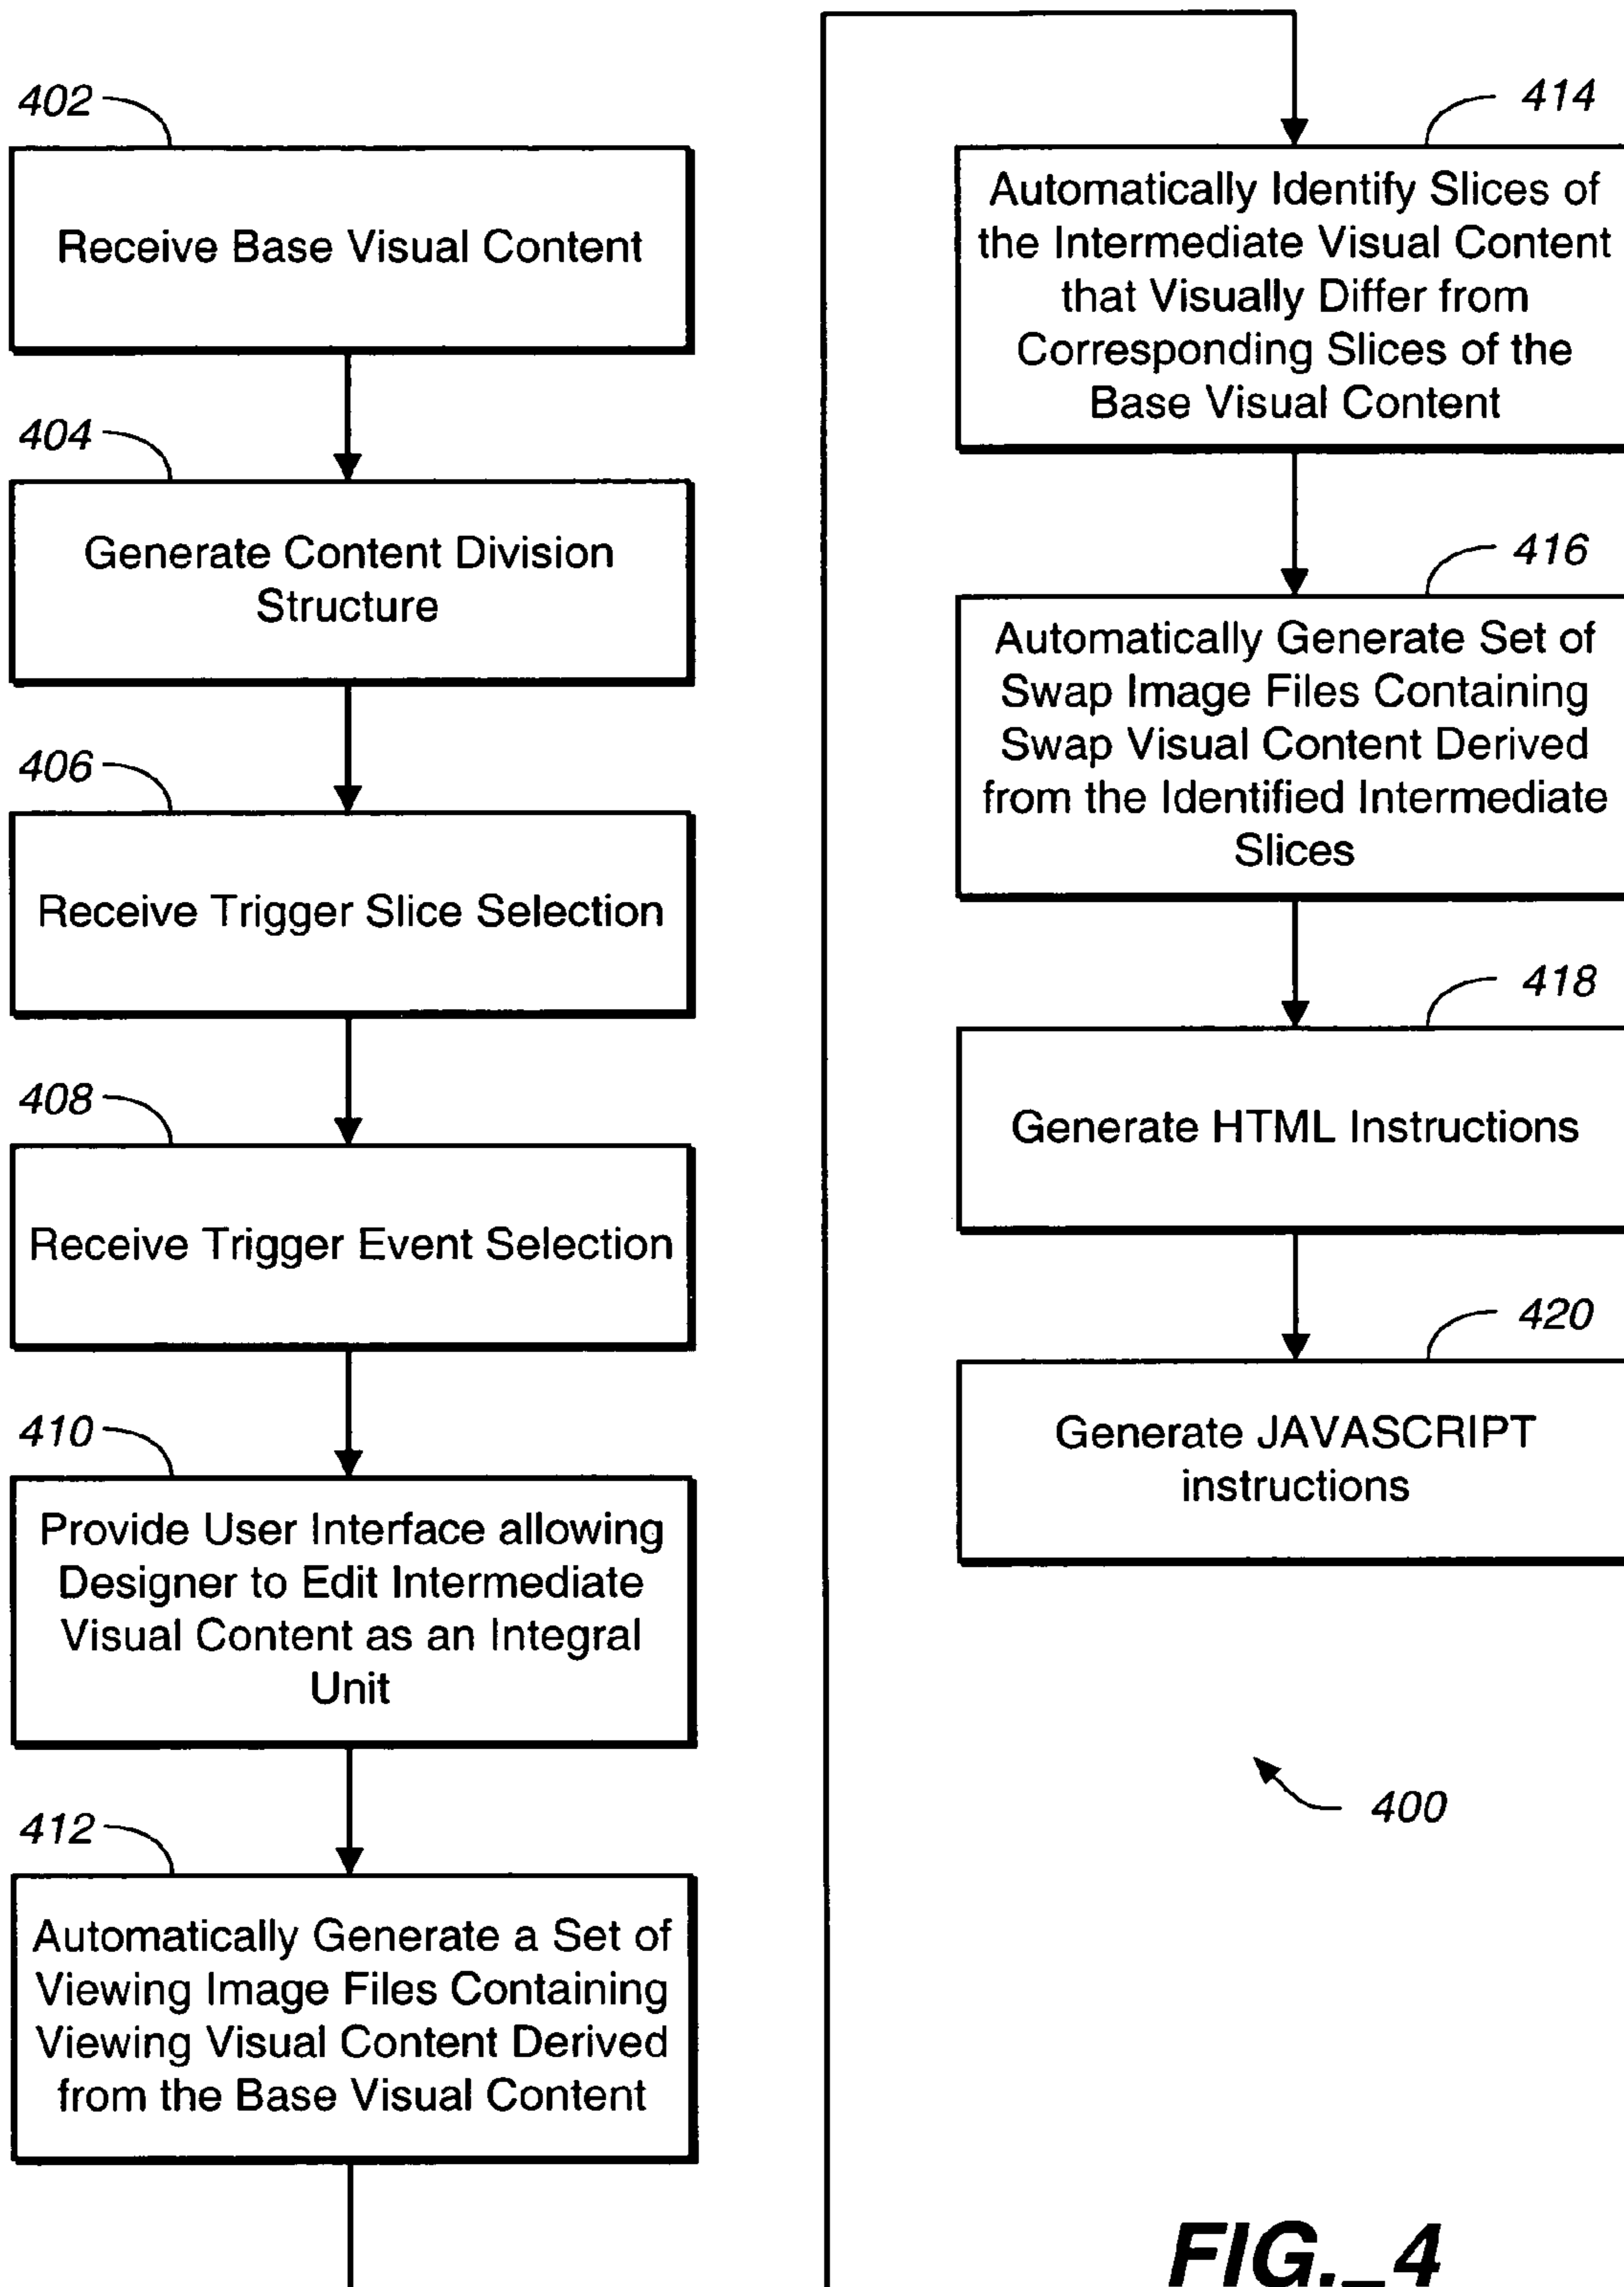 402
Receive Base Visual Content
404
Generate Content Division
Structure
406
Receive Trigger Slice Selection
408
Receive Trigger Event Selection
410
Provide User Interface allowing
Designer to Edit Intermediate
Visual Content as an Integral
Unit
412
Automatically Generate a Set of
Viewing Image Files Containing
Viewing Visual Content Derived
from the Base Visual Content
414
Automatically Identify Slices of
the Intermediate Visual Content
that Visually Differ from
Corresponding Slices of the
Base Visual Content
416
Automatically Generate Set of
Swap Image Files Containing
Swap Visual Content Derived
from the Identified Intermediate
Slices
418
Generate HTML Instructions
420
Generate JAVASCRIPT
instructions
400
FIG._4